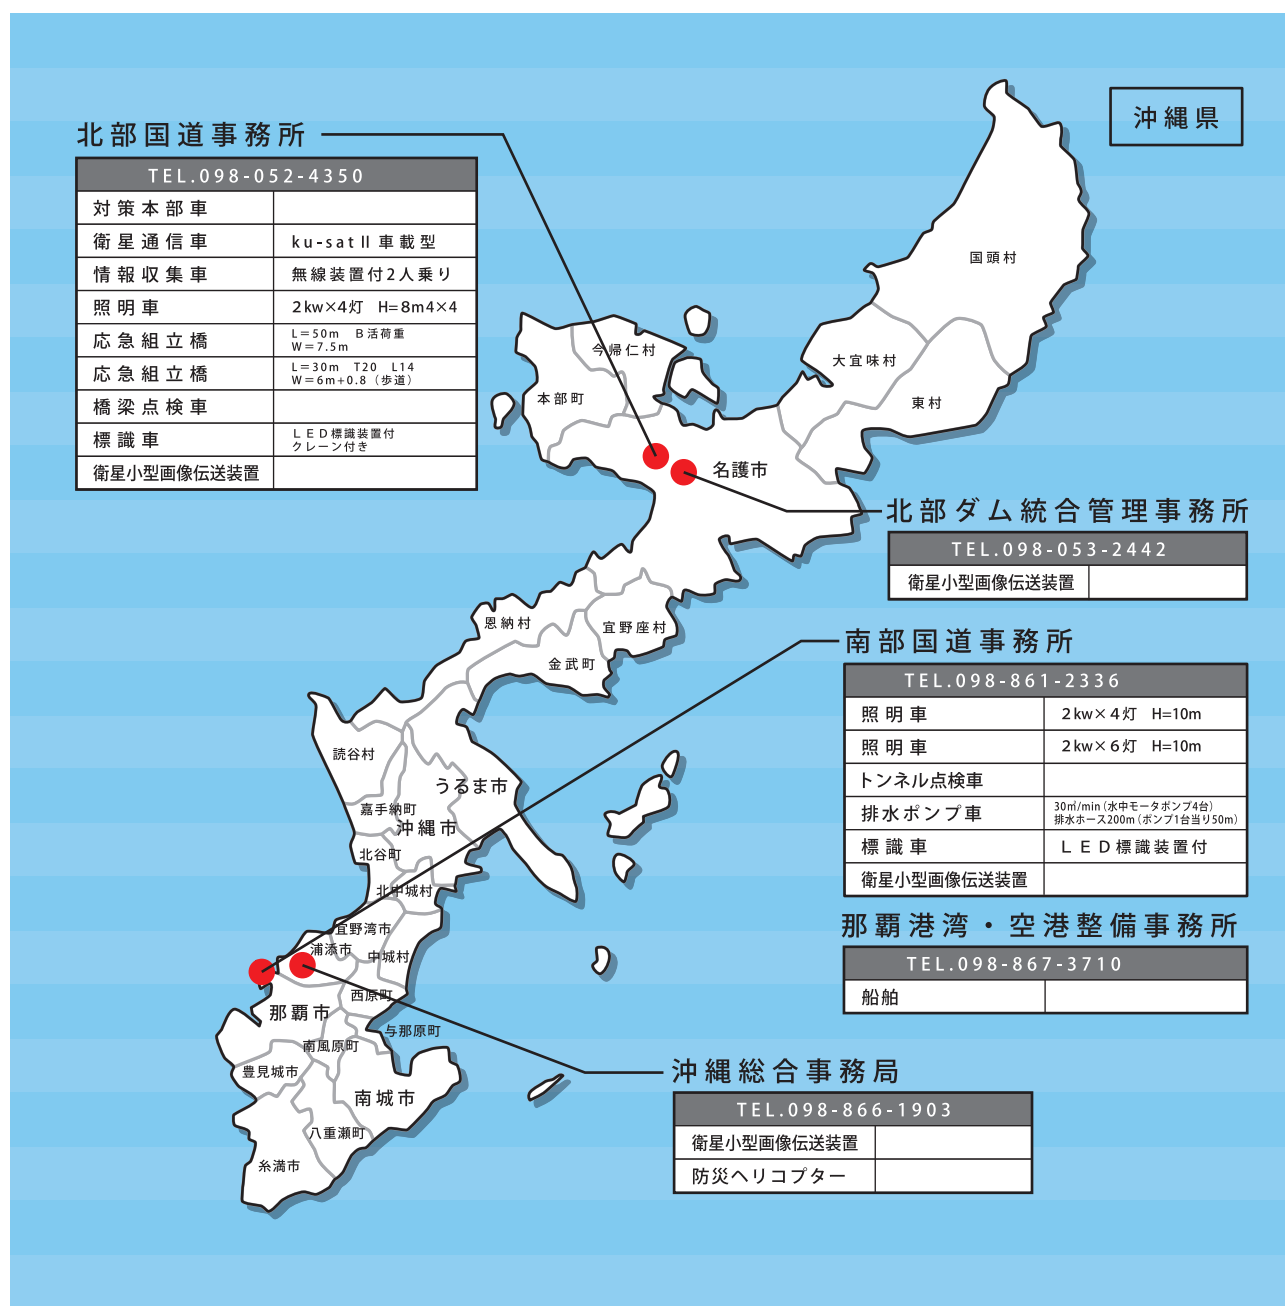 沖縄県
北部国道事務所
TEL.098-052-4350
対策本部車
衛星通信車 ku-satⅡ車載型
情報収集車 無線装置付2人乗り
照明車 2kw×4灯 H=8m4×4
応急組立橋 L=50m B活荷重
W=7.5m
応急組立橋 L=30m T20 L14
W=6m+0.8（歩道）
橋梁点検車
標識車 LED標識装置付
クレーン付き
衛星小型画像伝送装置
国頭村
大宜味村
東村
今帰仁村
本部町
名護市
北部ダム統合管理事務所
TEL.098-053-2442
衛星小型画像伝送装置
恩納村
宜野座村
金武町
南部国道事務所
TEL.098-861-2336
照明車 2kw×4灯 H=10m
照明車 2kw×6灯 H=10m
トンネル点検車
排水ポンプ車 30㎥/min（水中モータポンプ4台）
排水ホース200m（ポンプ1台当り50m）
標識車 LED標識装置付
衛星小型画像伝送装置
読谷村
うるま市
嘉手納町
沖縄市
北谷町
北中城村
宜野湾市
浦添市
中城村
西原町
那覇市
与那原町
南風原町
豊見城市
南城市
八重瀬町
糸満市
那覇港湾・空港整備事務所
TEL.098-867-3710
船舶
沖縄総合事務局
TEL.098-866-1903
衛星小型画像伝送装置
防災ヘリコプター